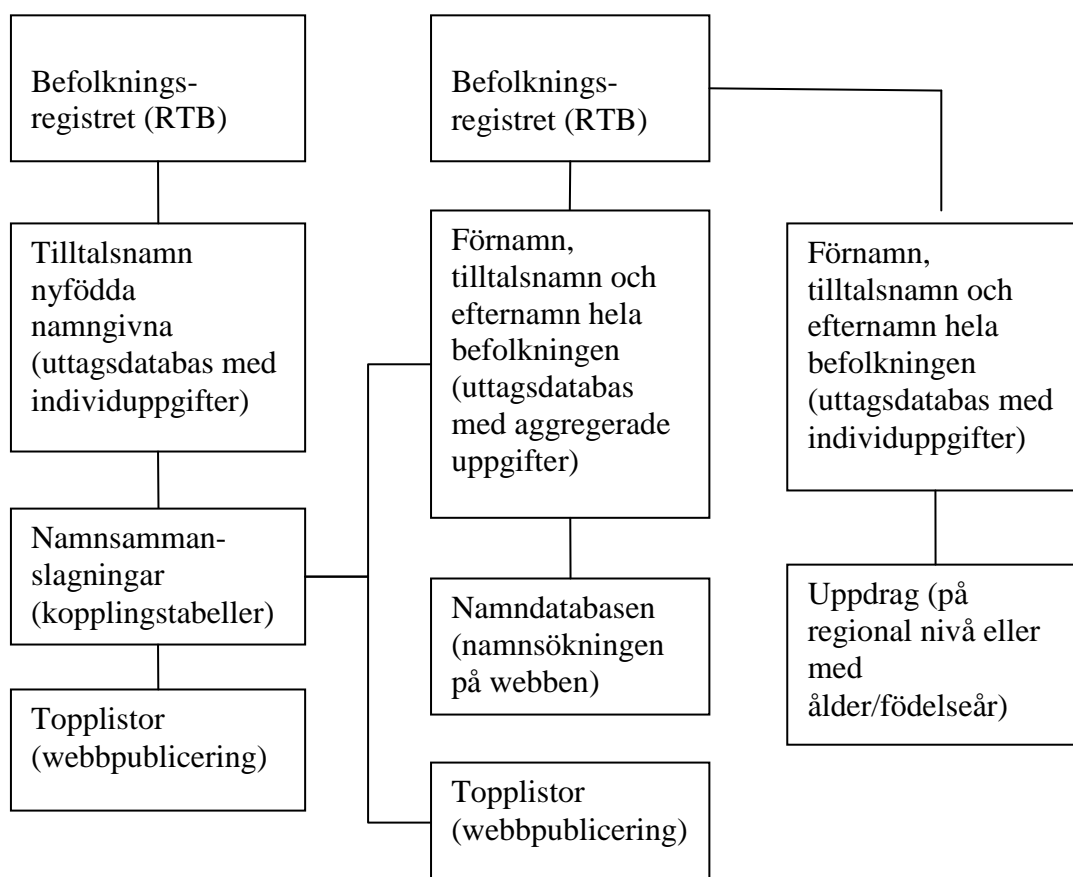 Befolknings-
registret (RTB)
Tilltalsnamn
nyfödda
namngivna
(uttagsdatabas med
individuppgifter)
Namnsamman-
slagningar
(kopplingstabeller)
Topplistor
(webbpublicering)
Befolknings-
registret (RTB)
Förnamn,
tilltalsnamn och
efternamn hela
befolkningen
(uttagsdatabas
med aggregerade
uppgifter)
Namndatabasen
(namnsökningen
på webben)
Topplistor
(webbpublicering)
Förnamn,
tilltalsnamn och
efternamn hela
befolkningen
(uttagsdatabas med
individuppgifter)
Uppdrag (på
regional nivå eller
med
ålder/födelseår)